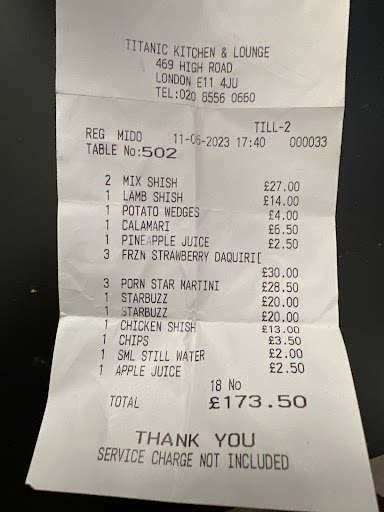 TITANIC KITCHEN & LOUNGE
469 HIGH ROAD
LONDON E11 4JU
TEL:020 8556 0660
TILL-2
REG MIDO 11-06-2023 17:40 000033
TABLE No:502
2 MIX SHISH £27.00
1 LAMB SHISH £14.00
1 POTATO WEDGES £4.00
1 CALAMARI £6.50
1 PINEAPPLE JUICE £2.50
3 FRZN STRAWBERRY DAQUIRI[
£30.00
3 PORN STAR MARTINI £28.50
1 STARBUZZ £20.00
1 STARBUZZ £20.00
1 CHICKEN SHISH £13.00
1 CHIPS £3.50
1 SML STILL WATER £2.00
1 APPLE JUICE £2.50
18 No
TOTAL £173.50
THANK YOU
SERVICE CHARGE NOT INCLUDED